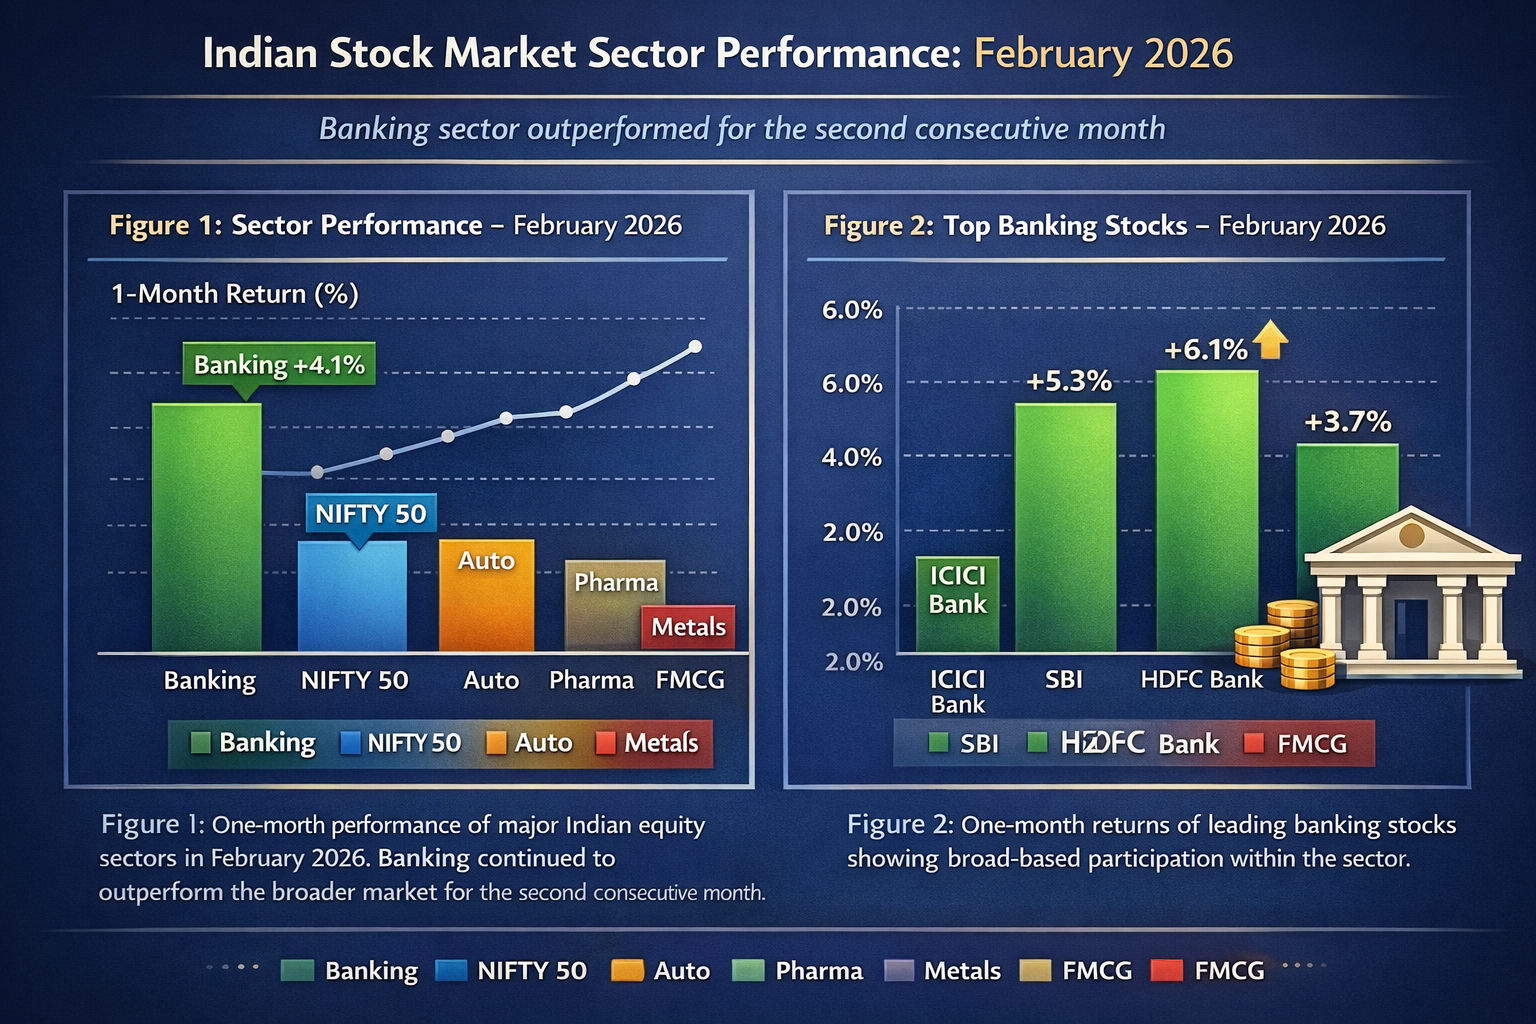 Indian Stock Market Sector Performance: February 2026
Banking sector outperformed for the second consecutive month
Figure 1: Sector Performance – February 2026
1-Month Return (%)
Banking +4.1%
NIFTY 50
Auto
Pharma
Metals
Banking
NIFTY 50
Auto
Pharma
FMCG
Banking
NIFTY 50
Auto
Metals
Figure 1: One-morth performance of major Indian equity
sectors in February 2026. Banking continued to
outperform the broader market for the second consecutive month.
Figure 2: Top Banking Stocks – February 2026
6.0%
6.0%
4.0%
2.0%
2.0%
2.0%
+5.3%
+6.1%
+3.7%
ICICI
Bank
ICICI
Bank
SBI
HDFC Bank
SBI
Bank
FMCG
Figure 2: One-month returns of leading banking stocks
showing broad-based participation within the sector.
Banking
NIFTY 50
Auto
Pharma
Metals
FMCG
FMCG